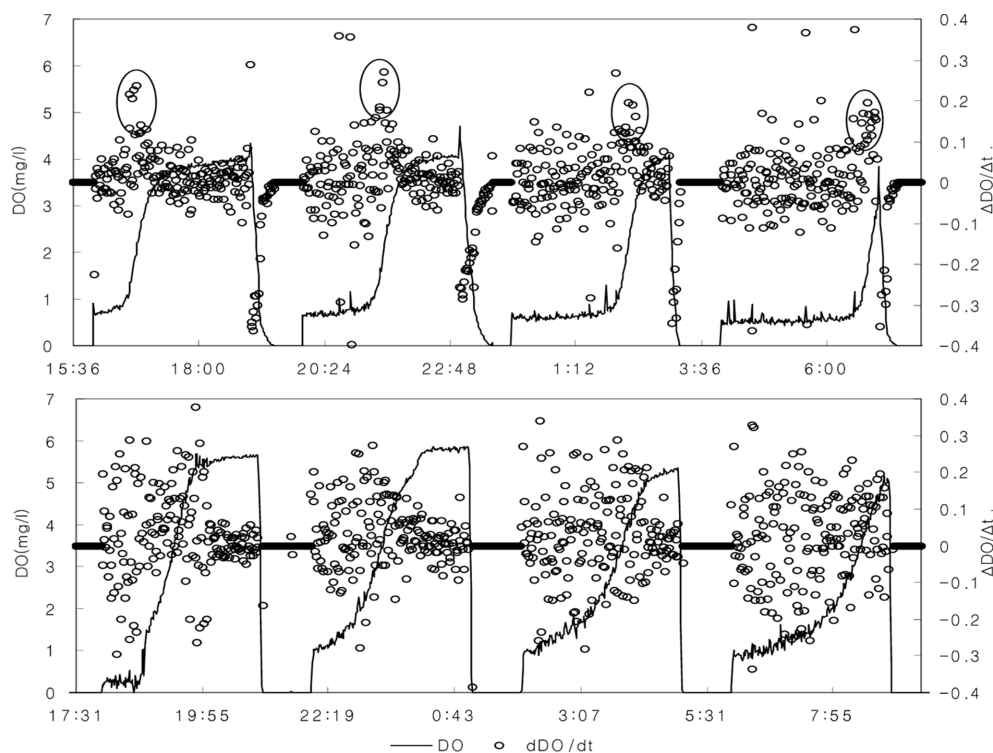 7 0.4
6 0.3
5 0.2
4 0.1
3 0
2 -0.1
1 -0.2
0 -0.3
-0.4
DO(mg/l)
ΔDO/Δt .
15:36 18:00 20:24 22:48 1:12 3:36 6:00
7 0.4
6 0.3
5 0.2
4 0.1
3 0
2 -0.1
1 -0.2
0 -0.3
-0.4
DO(mg/l)
ΔDO/Δt .
17:31 19:55 22:19 0:43 3:07 5:31 7:55
DO dDO/dt